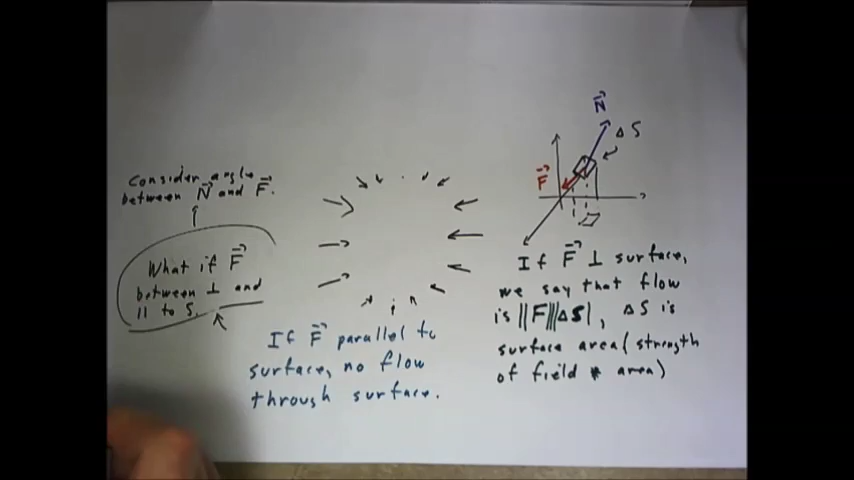 Consider angle
between N⃗ and F⃗.
What if F⃗
between ⊥ and
|| to S.
If F⃗ parallel to
surface, no flow
through surface.
N⃗
ΔS
F⃗
If F⃗ ⊥ surface,
we say that flow
is ||F|||ΔS|, ΔS is
surface area (strength
of field * area)